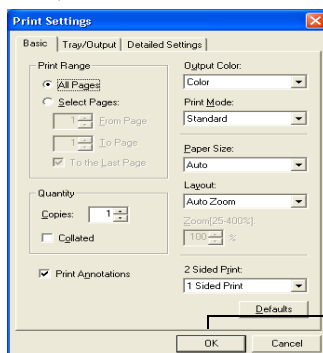 Print Settings
Basic Tray/Output Detailed Settings
Print Range
All Pages
Select Pages:
1 From Page
1 To Page
To the Last Page
Quantity
Copies: 1
Collated
Print Annotations
Output Color:
Color
Print Mode:
Standard
Paper Size:
Auto
Layout:
Auto Zoom
Zoom(25-400%):
100 %
2 Sided Print:
1 Sided Print
Defaults
OK Cancel